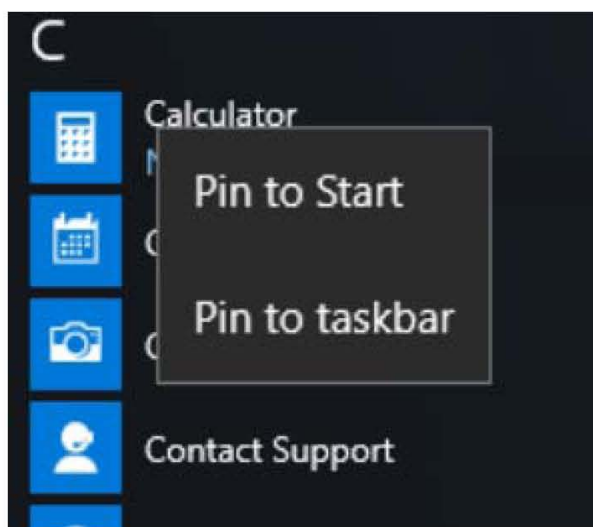 C
Calculator
Pin to Start
Pin to taskbar
Contact Support